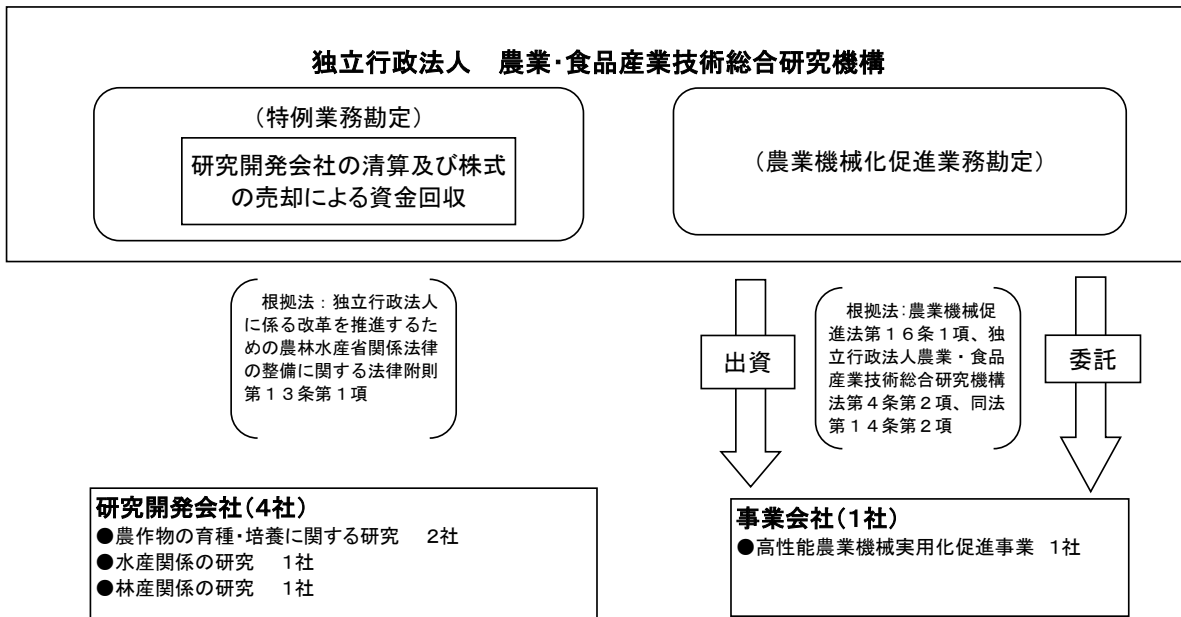 独立行政法人　農業・食品産業技術総合研究機構
（特例業務勘定）
研究開発会社の清算及び株式
の売却による資金回収
（農業機械化促進業務勘定）
根拠法：独立行政法人
に係る改革を推進するた
めの農林水産省関係法律
の整備に関する法律附則
第１３条第１項
出資
根拠法：農業機械促
進法第１６条１項、独
立行政法人農業・食品
産業技術総合研究機構
法第４条第２項、同法
第１４条第２項
委託
研究開発会社（４社）
●農作物の育種・培養に関する研究　２社
●水産関係の研究　１社
●林産関係の研究　１社
事業会社（１社）
●高性能農業機械実用化促進事業　１社